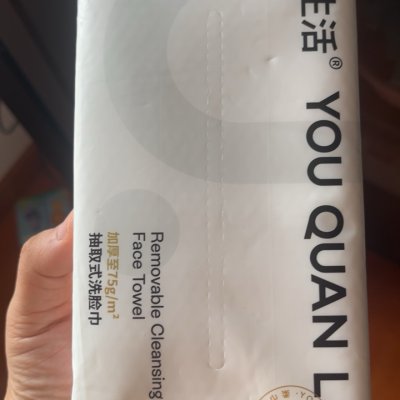 生活®
YOU QUAN L
Removable Cleansing
Face Towel
加厚至75g/m²
抽取式洗脸巾